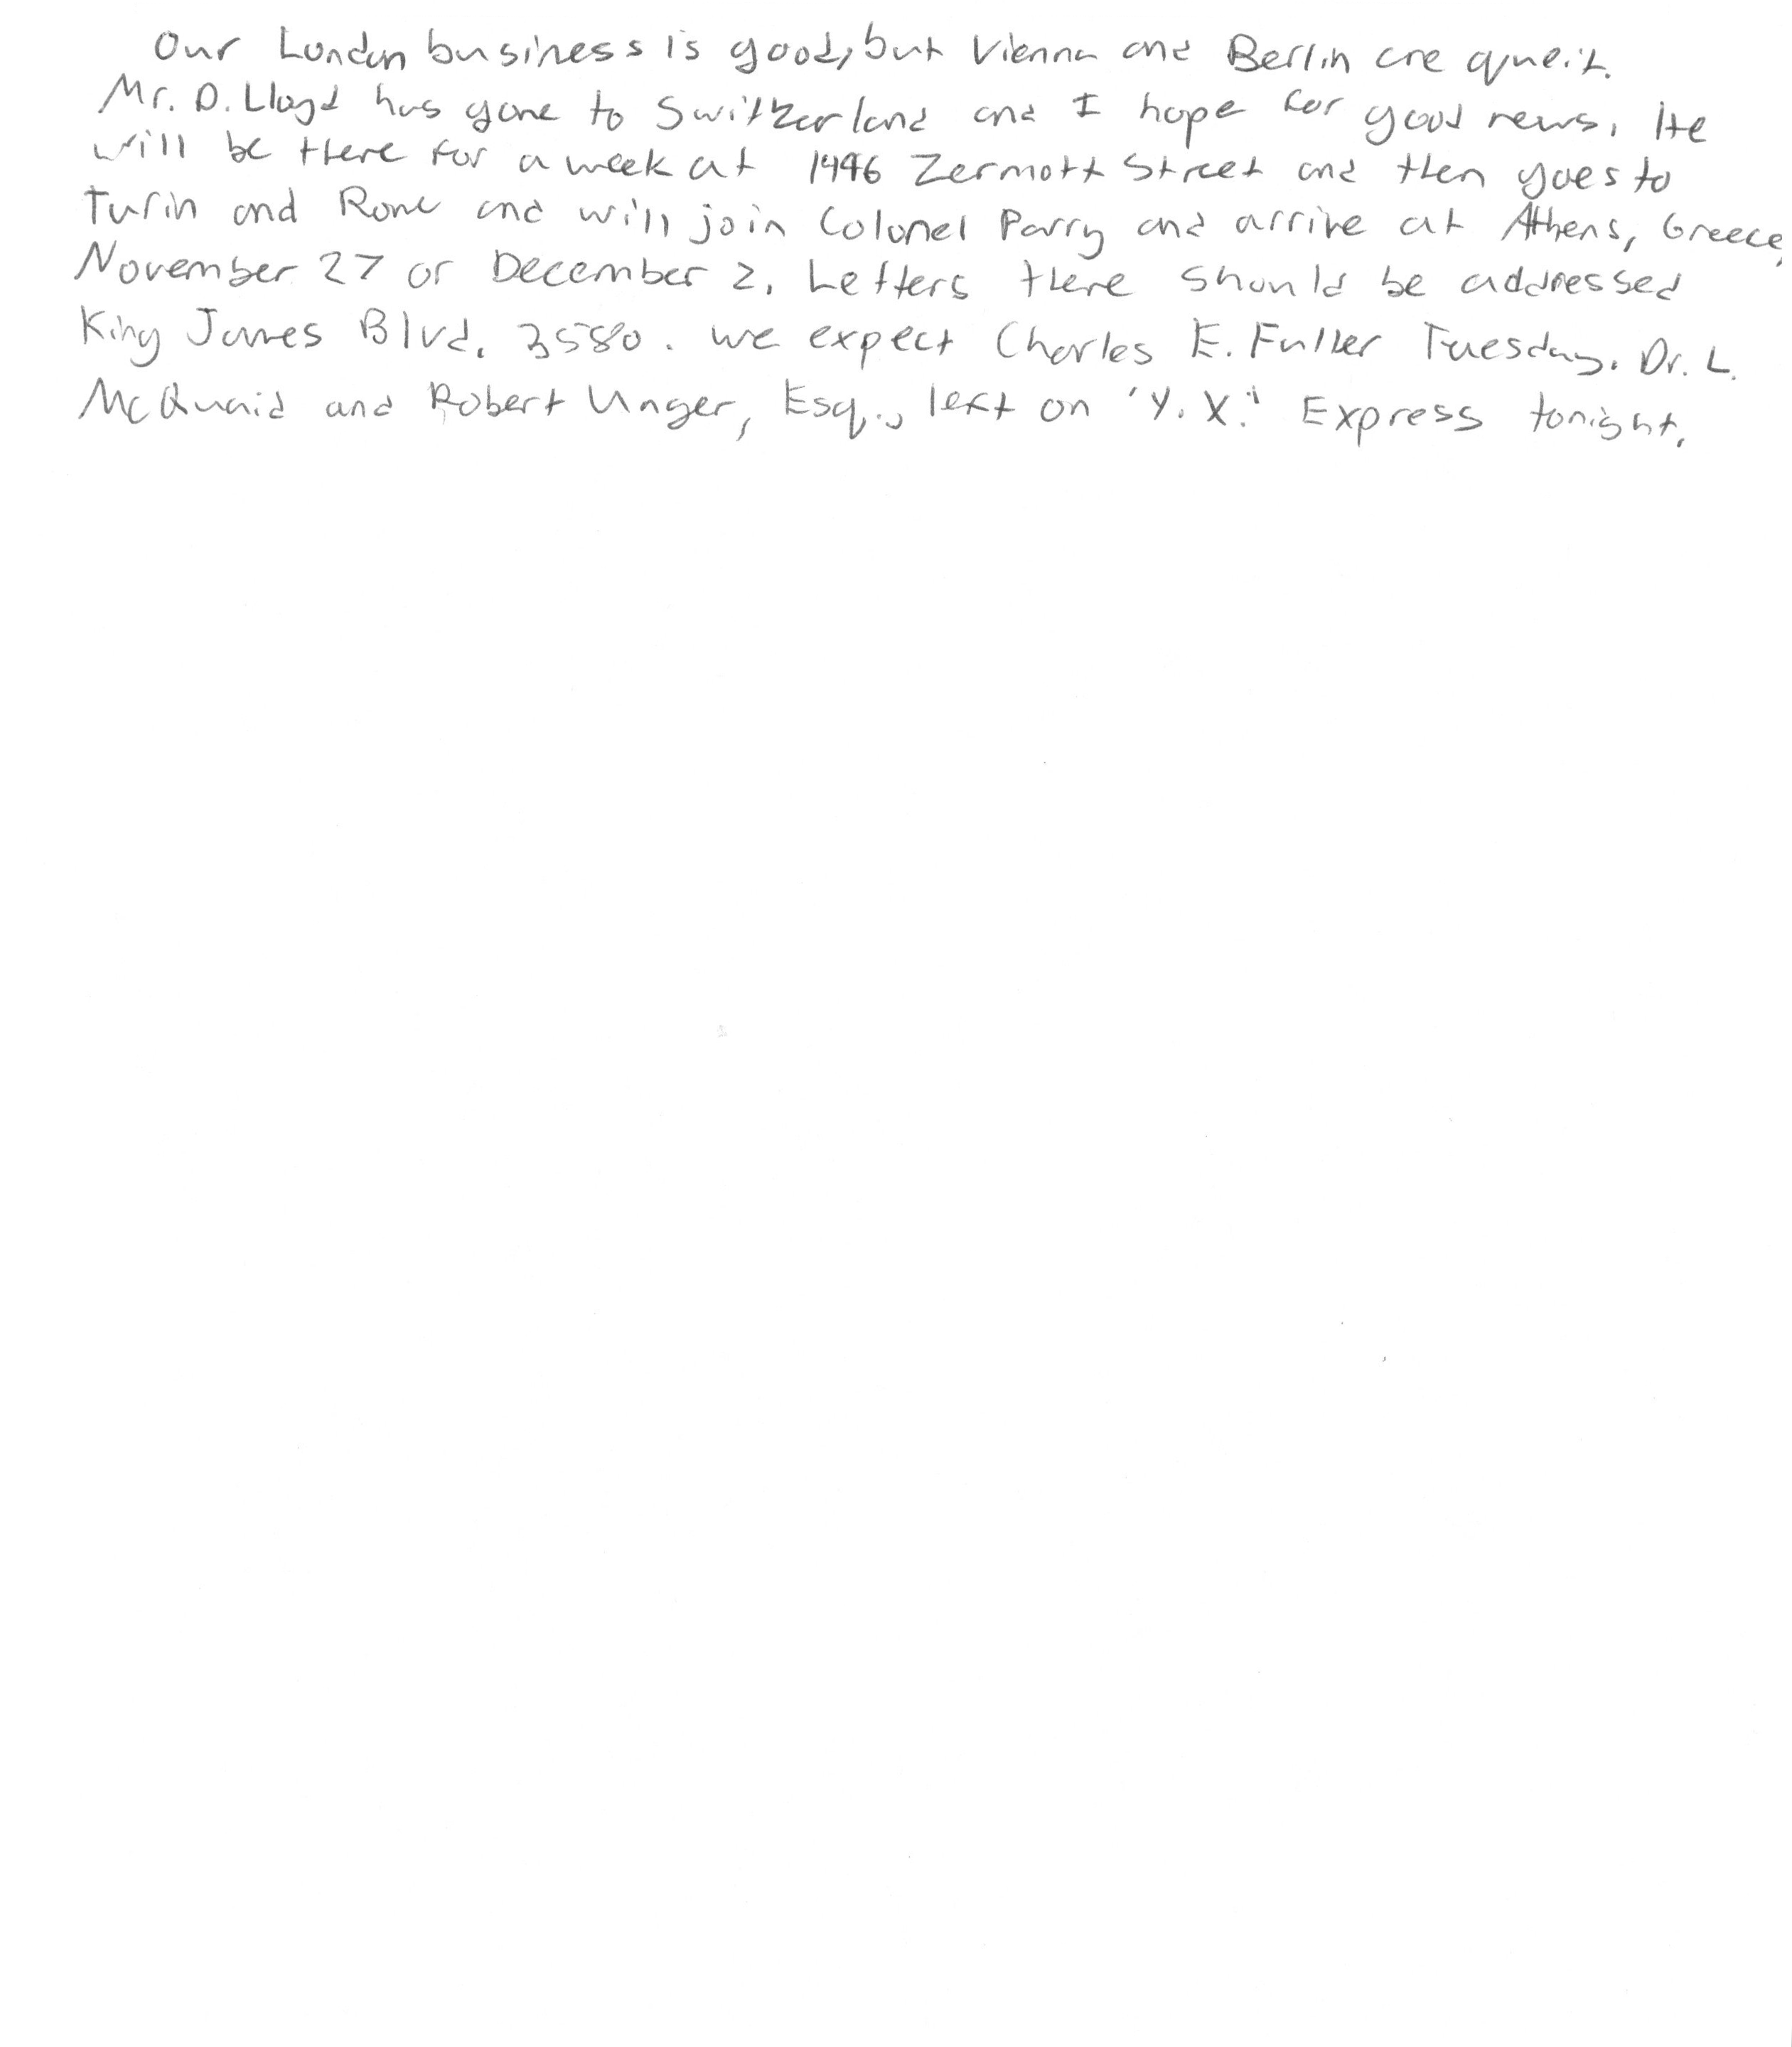 Our London business is good, but Vienna and Berlin are queit.
Mr. D. Lloyd has gone to Switzerland and I hope for good news. He
will be there for a week at 1496 Zermott Street and then goes to
Turin and Rome and will join Colonel Parry and arrive at Athens, Greece,
November 27 or December 2. Letters there should be addressed
King James Blvd. 3580. We expect Charles E. Fuller Tuesday. Dr. L.
McQuaid and Robert Unger, Esq., left on 'Y.X.' Express tonight.